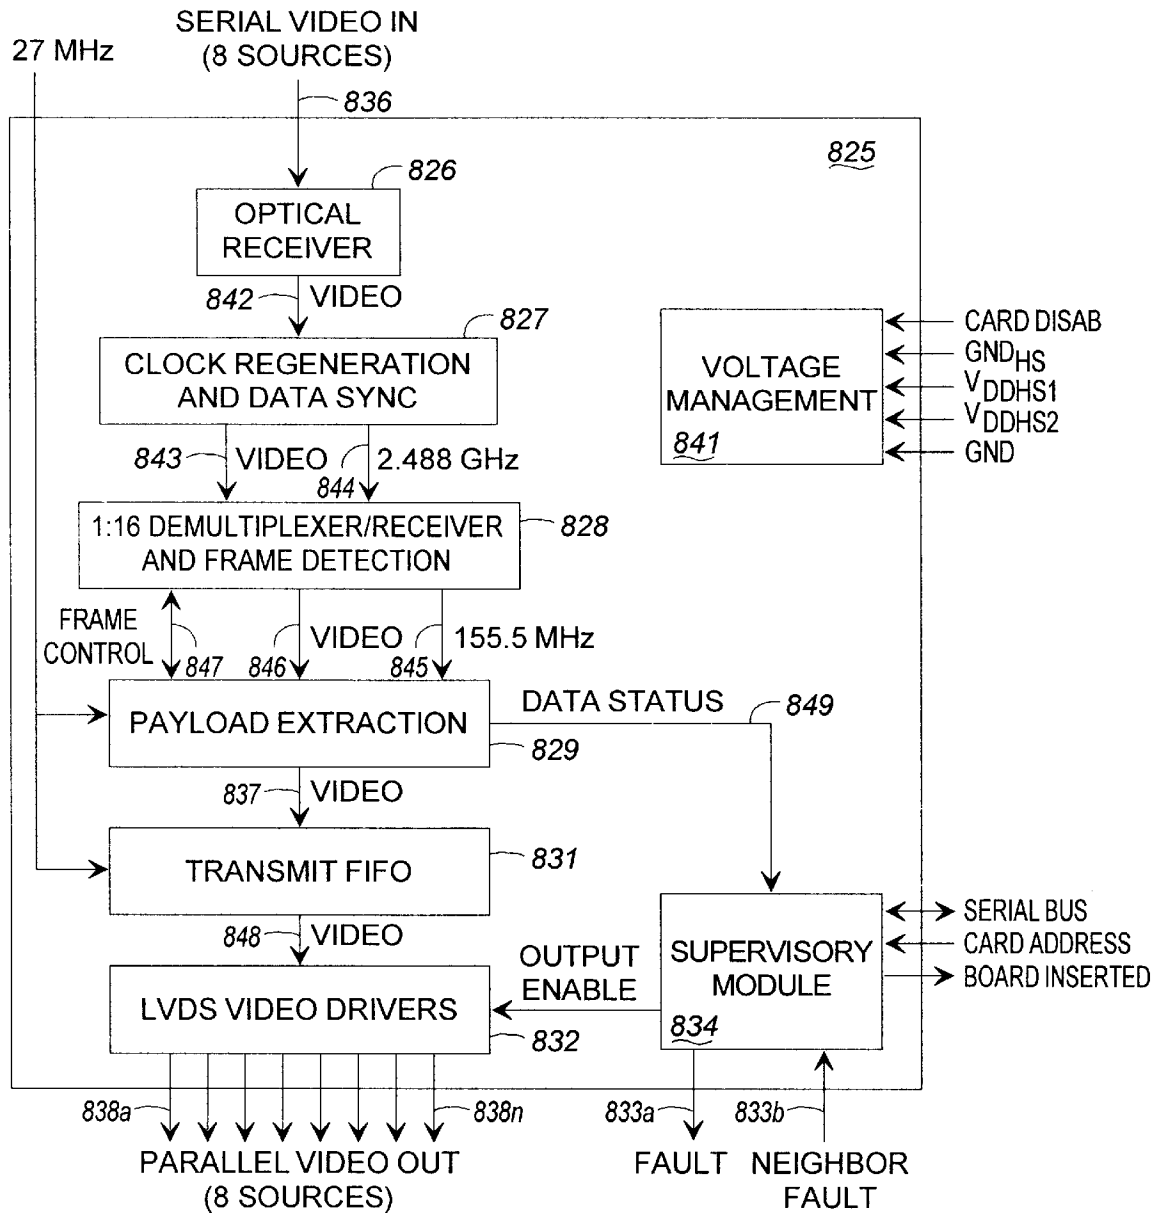 SERIAL VIDEO IN
(8 SOURCES)
27 MHz
836
825
826
OPTICAL
RECEIVER
842 VIDEO
827
CLOCK REGENERATION
AND DATA SYNC
VOLTAGE
MANAGEMENT
841
CARD DISAB
GNDHS
VDDHS1
VDDHS2
GND
843 VIDEO 844 2.488 GHz
1:16 DEMULTIPLEXER/RECEIVER
AND FRAME DETECTION
828
FRAME
CONTROL
847 846 VIDEO 845 155.5 MHz
PAYLOAD EXTRACTION
829
DATA STATUS
849
837 VIDEO
TRANSMIT FIFO
831
848 VIDEO
LVDS VIDEO DRIVERS
832
OUTPUT
ENABLE
SUPERVISORY
MODULE
834
SERIAL BUS
CARD ADDRESS
BOARD INSERTED
838a 838n 833a 833b
PARALLEL VIDEO OUT
(8 SOURCES)
FAULT
NEIGHBOR
FAULT